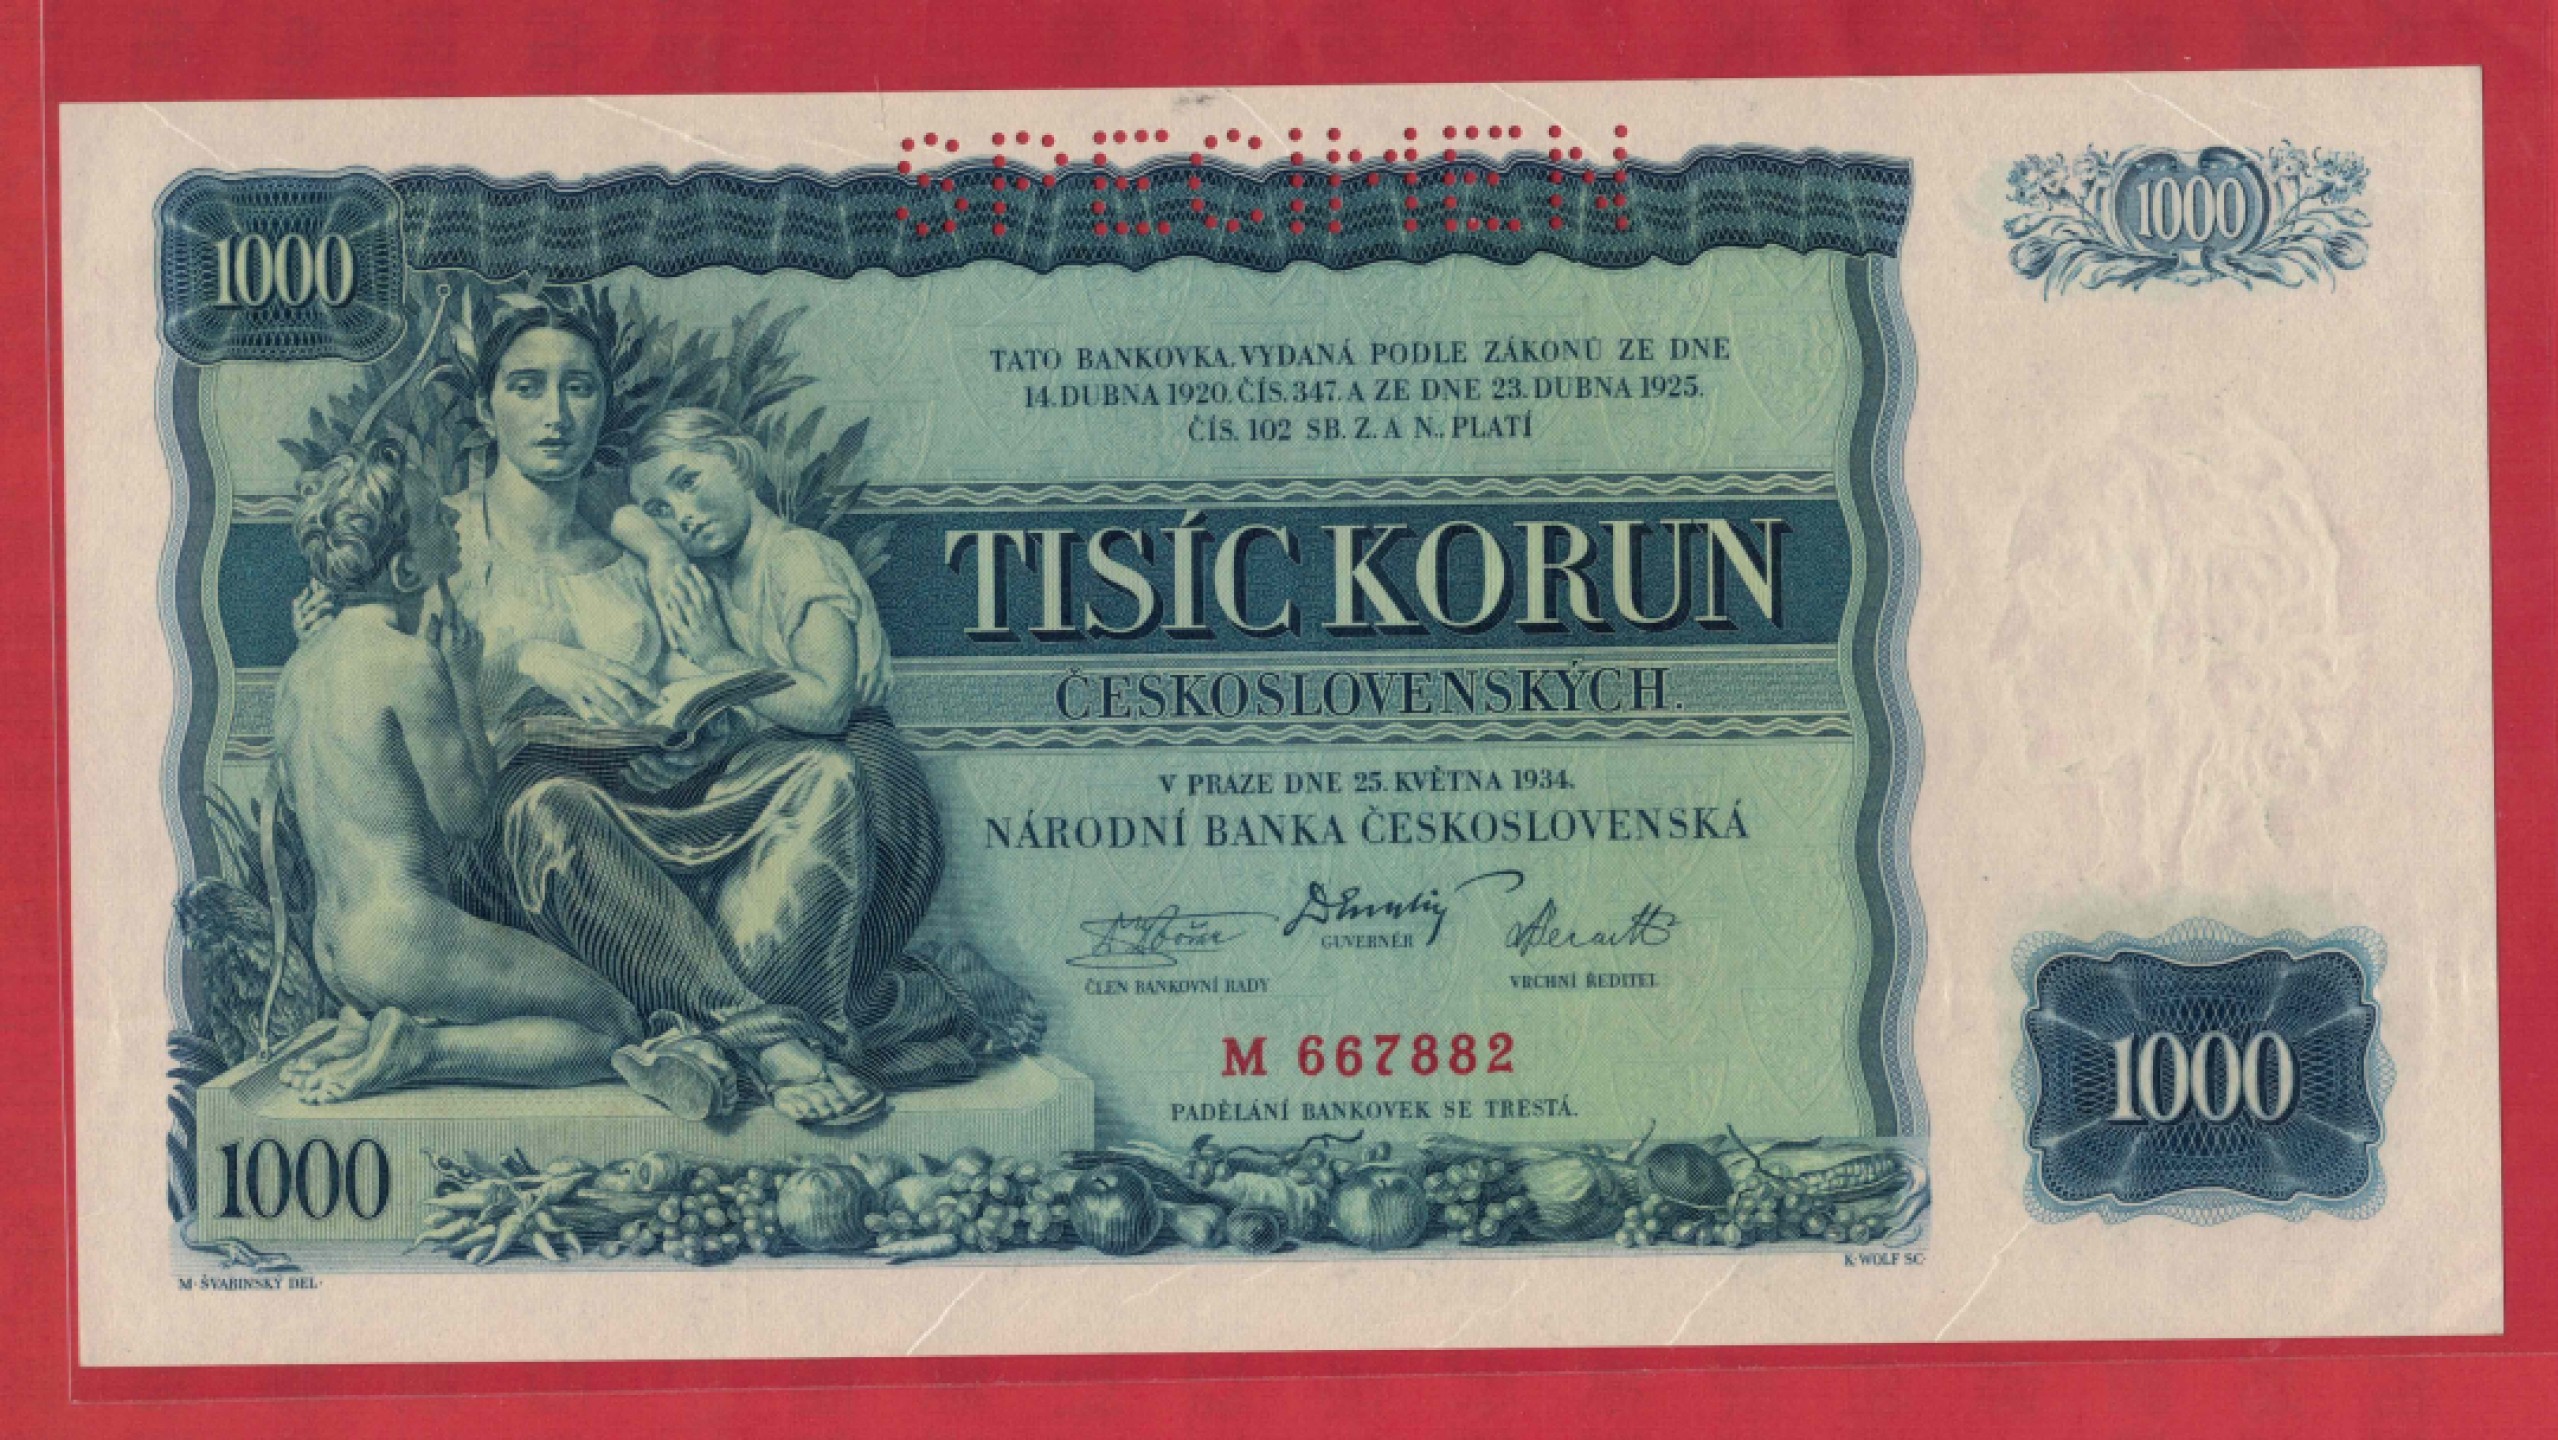 SPECIMEN
1000
1000
TATO BANKOVKA, VYDANÁ PODLE ZÁKONŮ ZE DNE
14. DUBNA 1920, ČÍS. 347. A ZE DNE 23. DUBNA 1925.
ČÍS. 102 SB. Z. A N., PLATÍ
TISÍC KORUN
ČESKOSLOVENSKÝCH.
V PRAZE DNE 25. KVĚTNA 1934.
NÁRODNÍ BANKA ČESKOSLOVENSKÁ
GUVERNÉR
ČLEN BANKOVNÍ RADY
VRCHNÍ ŘEDITEL
M 667882
1000
PADĚLÁNÍ BANKOVEK SE TRESTÁ.
1000
M·ŠVABINSKÝ DEL·
K·WOLF SC·